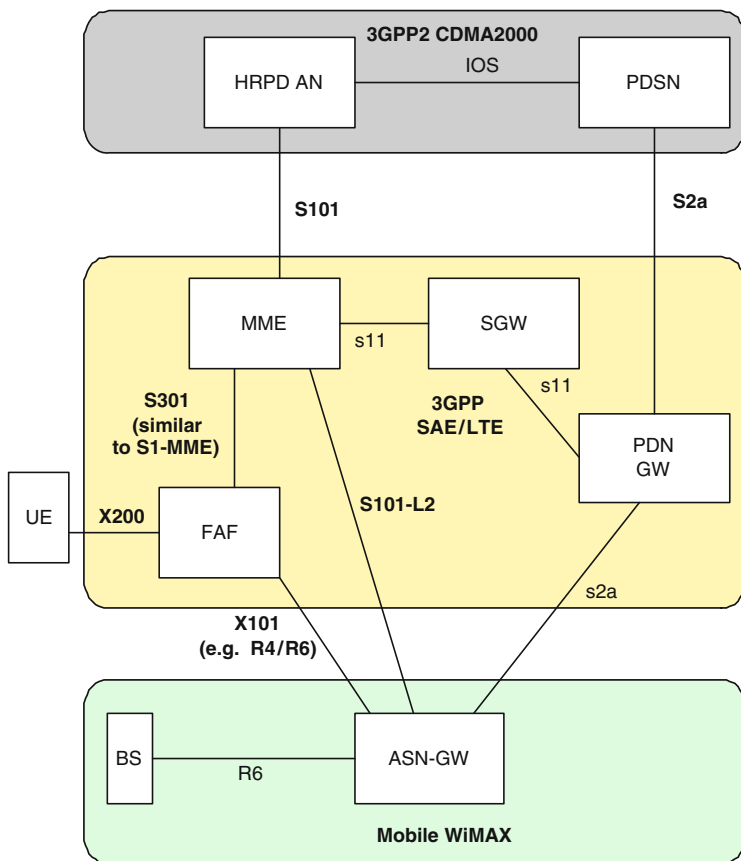 3GPP2 CDMA2000
HRPD AN
IOS
PDSN
S101
S2a
MME
s11
SGW
s11
S301
(similar
to S1-MME)
3GPP
SAE/LTE
PDN
GW
UE
X200
FAF
S101-L2
s2a
X101
(e.g. R4/R6)
BS
R6
ASN-GW
Mobile WiMAX